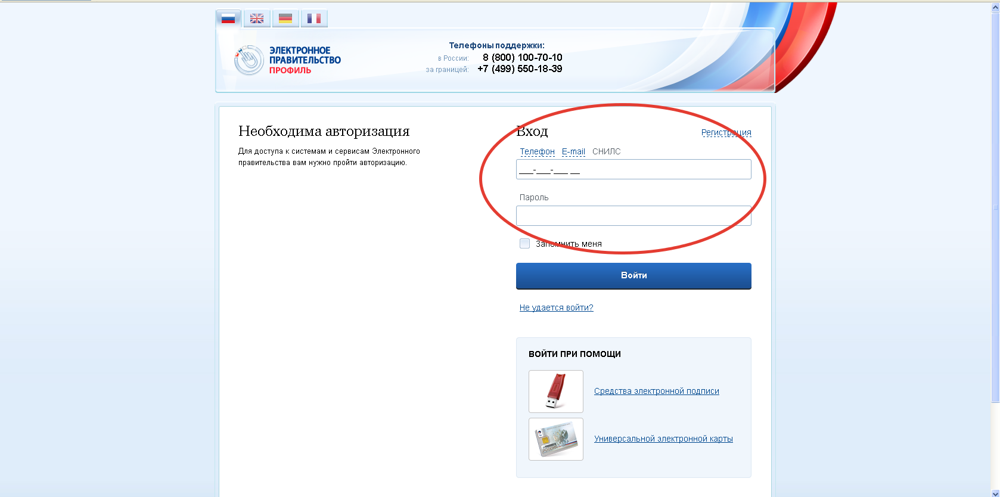 ЭЛЕКТРОННОЕ
ПРАВИТЕЛЬСТВО
ПРОФИЛЬ
Телефоны поддержки:
в России: 8 (800) 100-70-10
за границей: +7 (499) 550-18-39
Необходима авторизация
Для доступа к системам и сервисам Электронного
правительства вам нужно пройти авторизацию.
Вход Регистрация
Телефон E-mail СНИЛС
___-___-___ __
Пароль
Запомнить меня
Войти
Не удается войти?
ВОЙТИ ПРИ ПОМОЩИ
Средства электронной подписи
Универсальной электронной карты